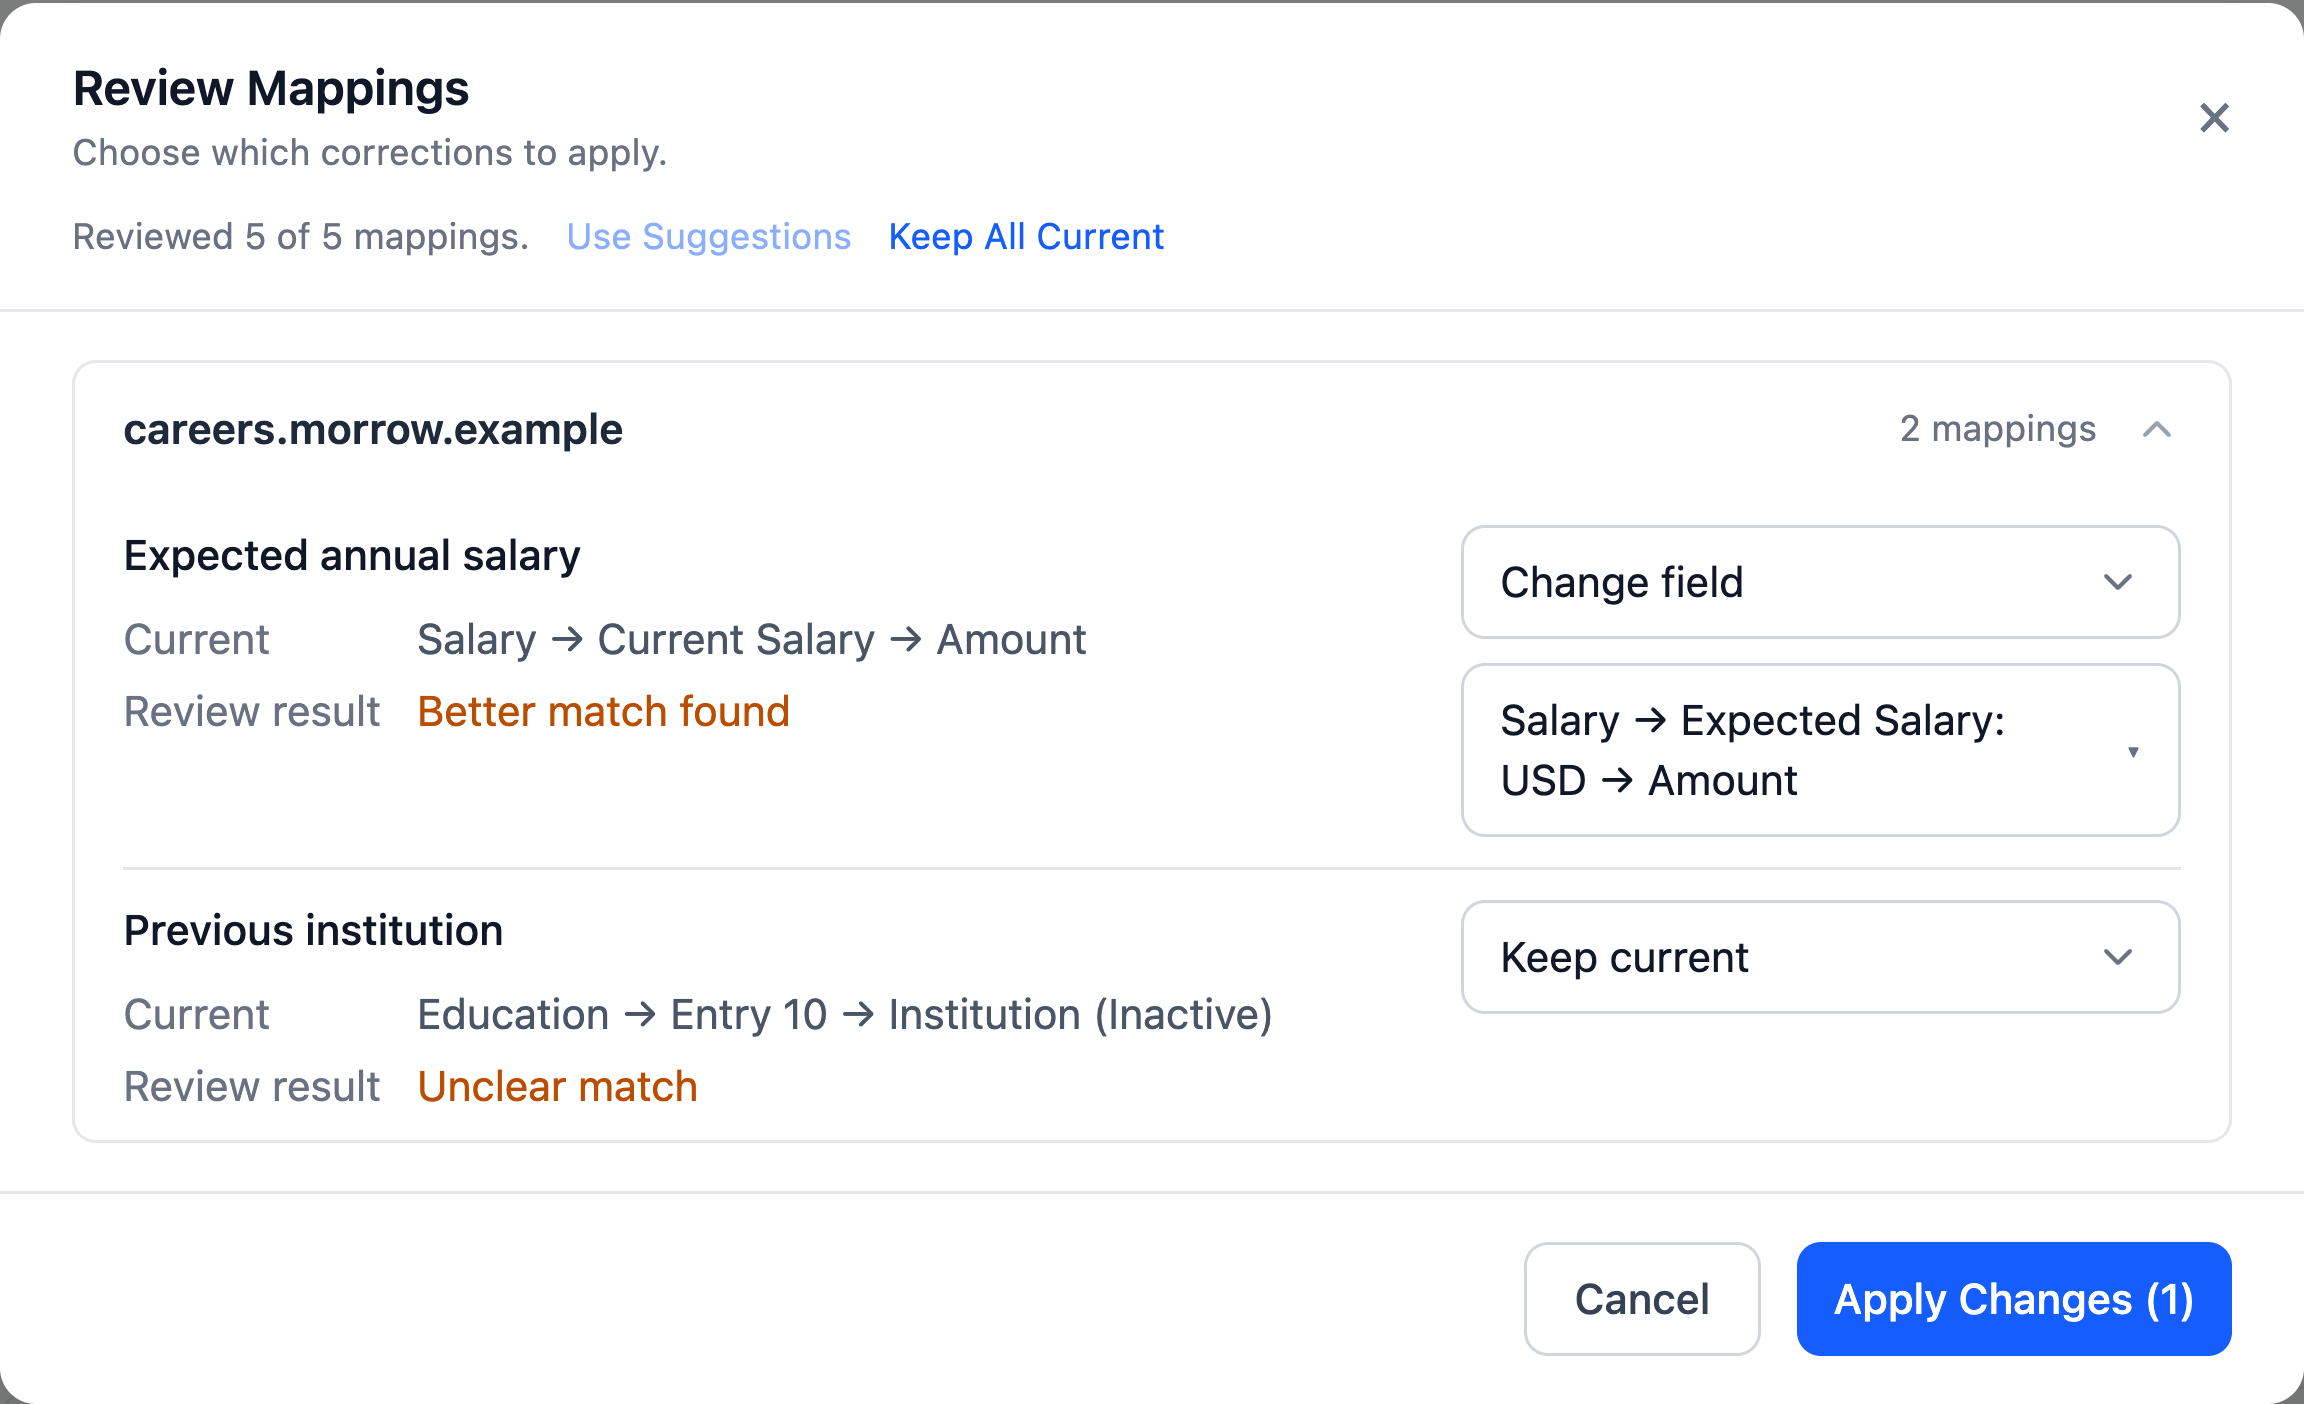 Review Mappings
Choose which corrections to apply.
Reviewed 5 of 5 mappings. Use Suggestions Keep All Current
careers.morrow.example 2 mappings
Expected annual salary
Change field
Current Salary → Current Salary → Amount
Review result Better match found
Salary → Expected Salary:
USD → Amount
Previous institution
Keep current
Current Education → Entry 10 → Institution (Inactive)
Review result Unclear match
Cancel Apply Changes (1)